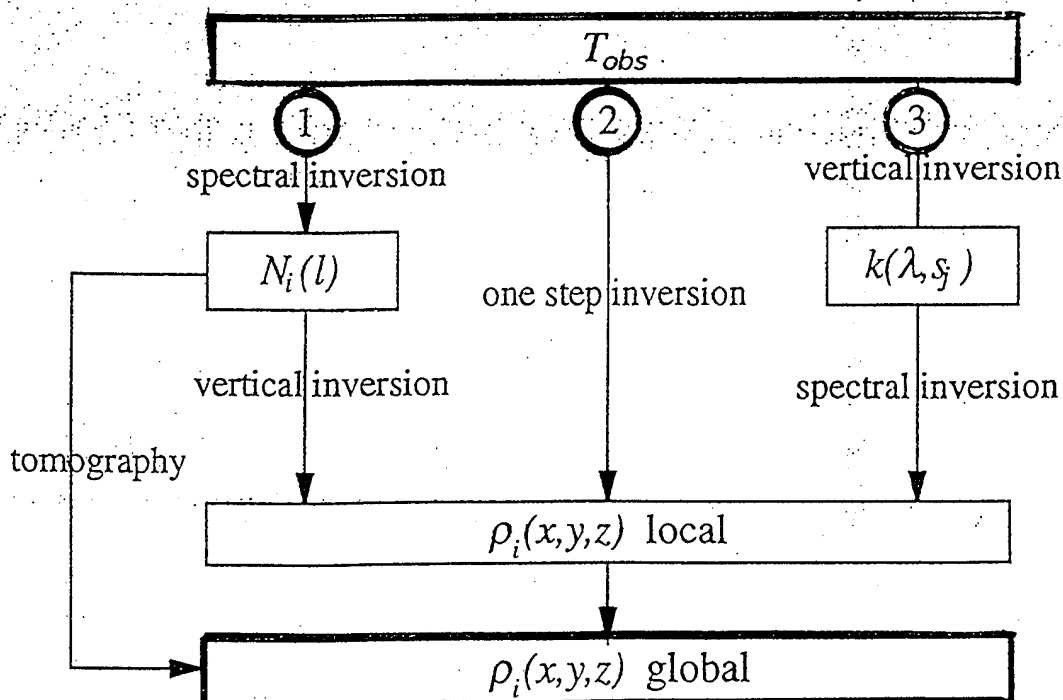 T_obs
1 2 3
spectral inversion
vertical inversion
N_i(l)
k(λ,s_j)
one step inversion
vertical inversion
spectral inversion
tomography
ρ_i(x,y,z) local
ρ_i(x,y,z) global